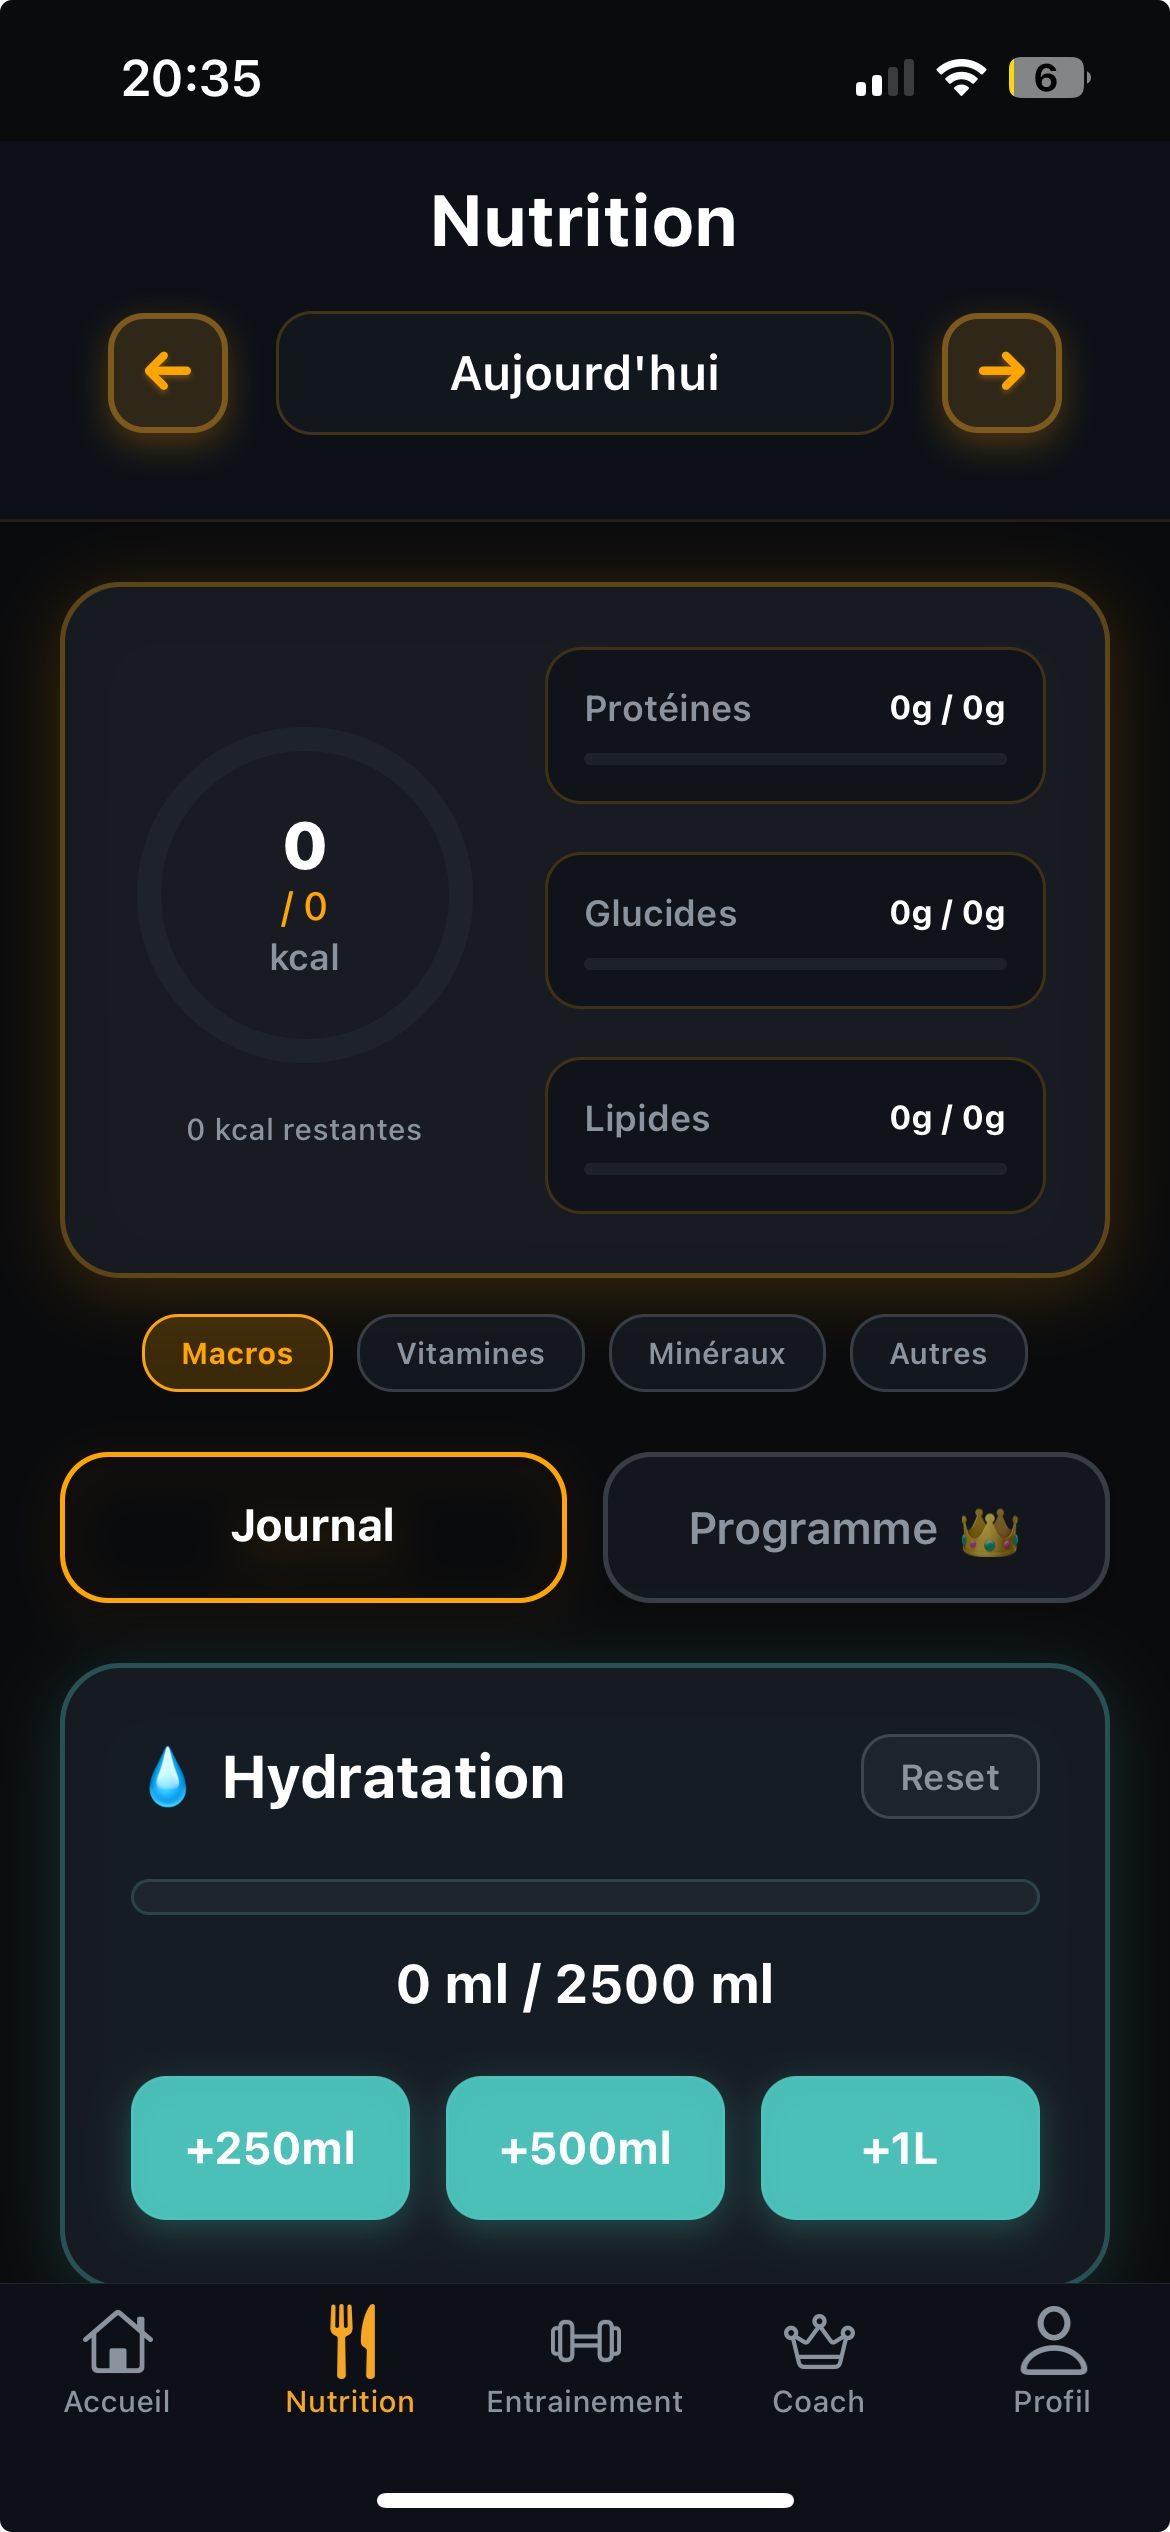 20:35
6
Nutrition
Aujourd'hui
Protéines 0g / 0g
0
/ 0
kcal
Glucides 0g / 0g
0 kcal restantes
Lipides 0g / 0g
Macros Vitamines Minéraux Autres
Journal Programme 👑
💧 Hydratation Reset
0 ml / 2500 ml
+250ml +500ml +1L
Accueil Nutrition Entrainement Coach Profil